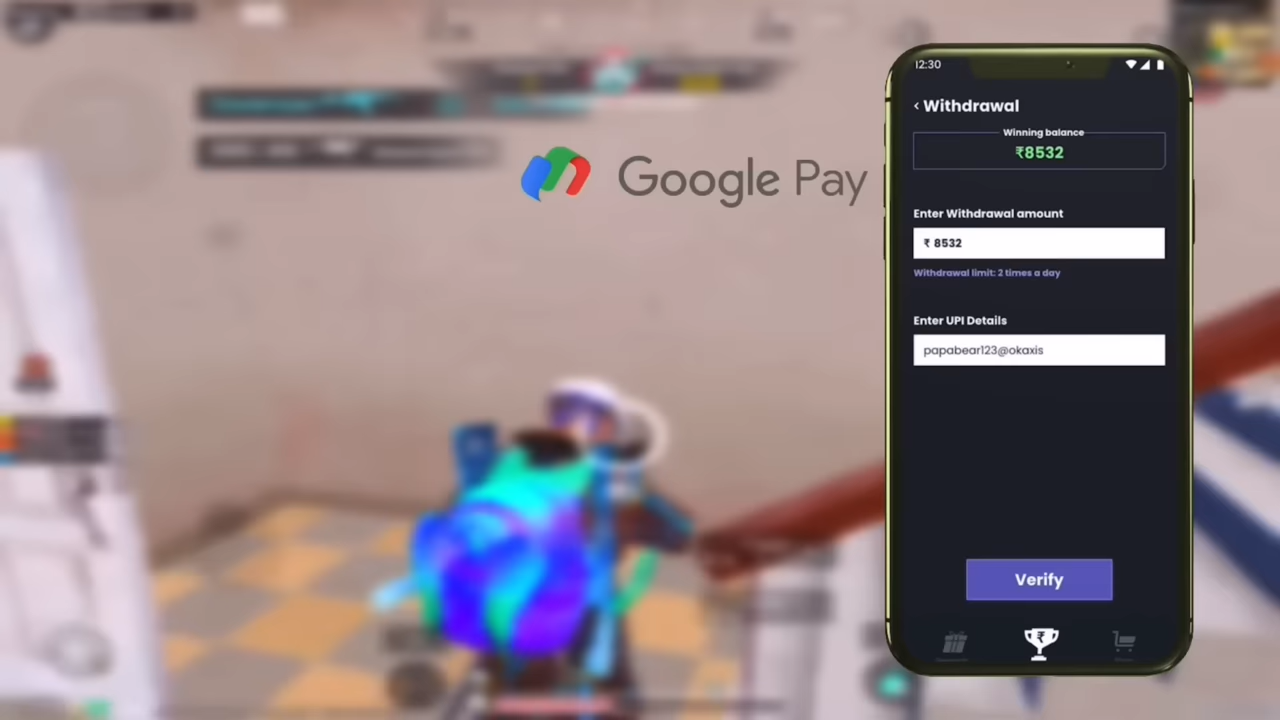 Google Pay
12:30
‹ Withdrawal
Winning balance
₹8532
Enter Withdrawal amount
₹ 8532
Withdrawal limit: 2 times a day
Enter UPI Details
papabear123@okaxis
Verify